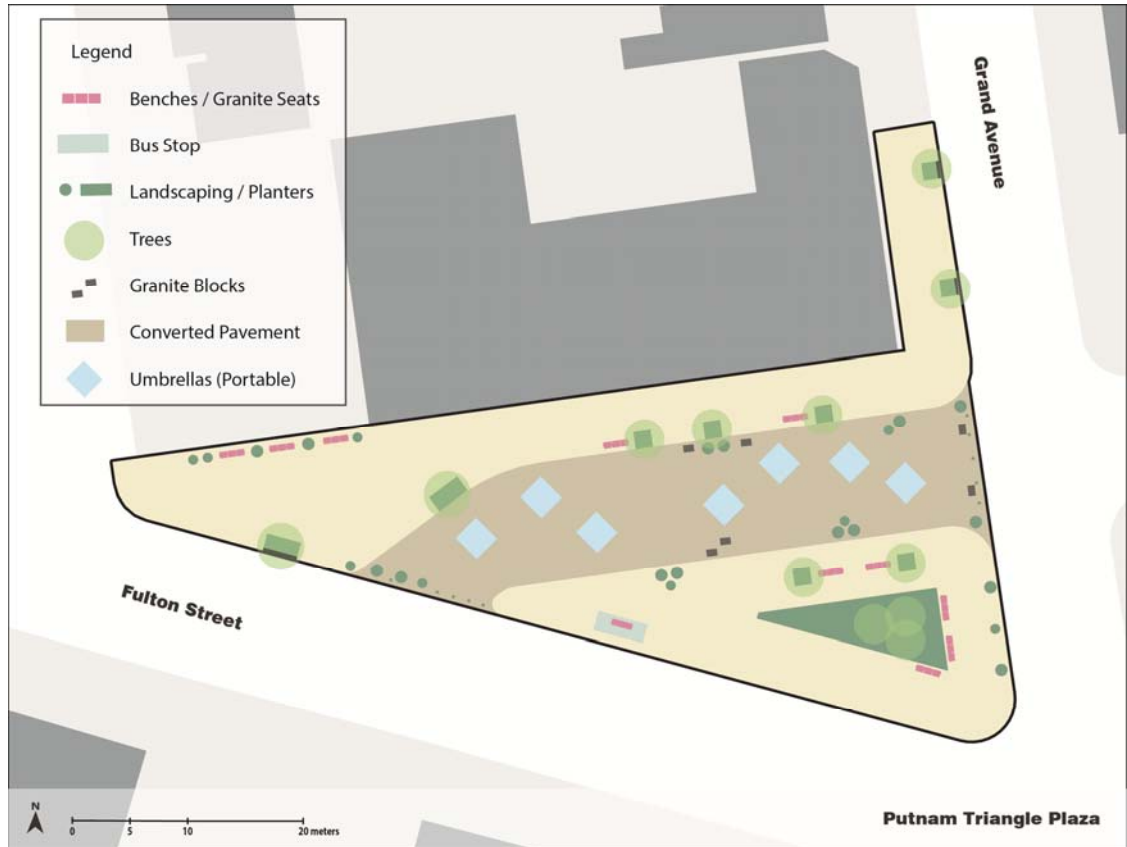 Legend
Benches / Granite Seats
Bus Stop
Landscaping / Planters
Trees
Granite Blocks
Converted Pavement
Umbrellas (Portable)
Grand Avenue
Fulton Street
N
0 5 10 20 meters
Putnam Triangle Plaza